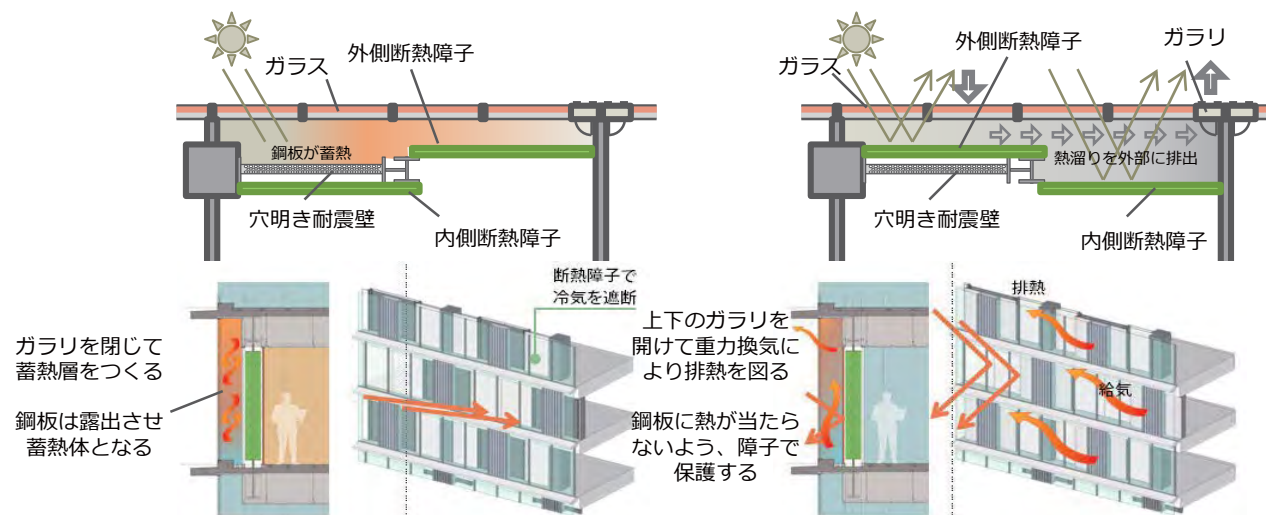 ガラス
外側断熱障子
鋼板が蓄熱
穴明き耐震壁
内側断熱障子
ガラス
外側断熱障子
ガラリ
熱溜りを外部に排出
穴明き耐震壁
内側断熱障子
ガラリを閉じて
蓄熱層をつくる
鋼板は露出させ
蓄熱体となる
断熱障子で
冷気を遮断
上下のガラリを
開けて重力換気に
より排熱を図る
鋼板に熱が当たら
ないよう、障子で
保護する
排熱
給気